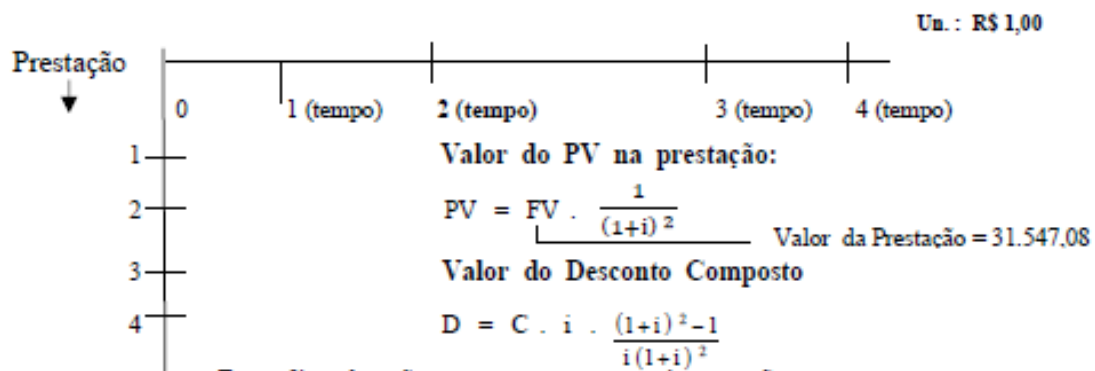 Un. : R$ 1,00
Prestação
0 1 (tempo) 2 (tempo) 3 (tempo) 4 (tempo)
1
Valor do PV na prestação:
2
PV = FV . 1/(1+i)²
Valor da Prestação = 31.547,08
3
Valor do Desconto Composto
4
D = C . i . (1+i)²−1/i(1+i)²